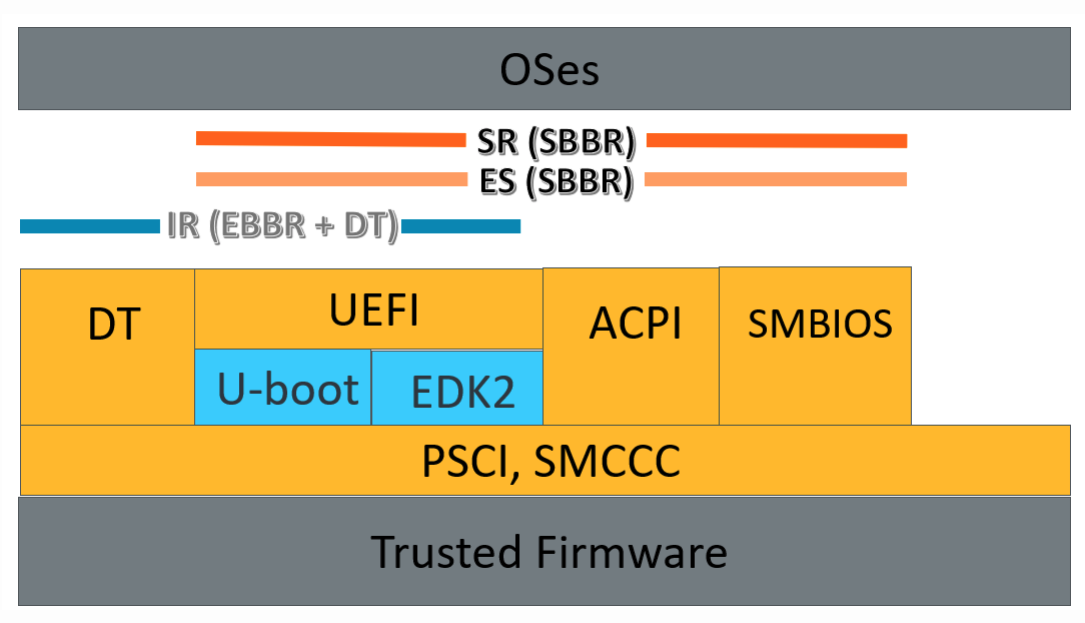 OSes
SR (SBBR)
ES (SBBR)
IR (EBBR + DT)
DT
UEFI
ACPI
SMBIOS
U-boot
EDK2
PSCI, SMCCC
Trusted Firmware